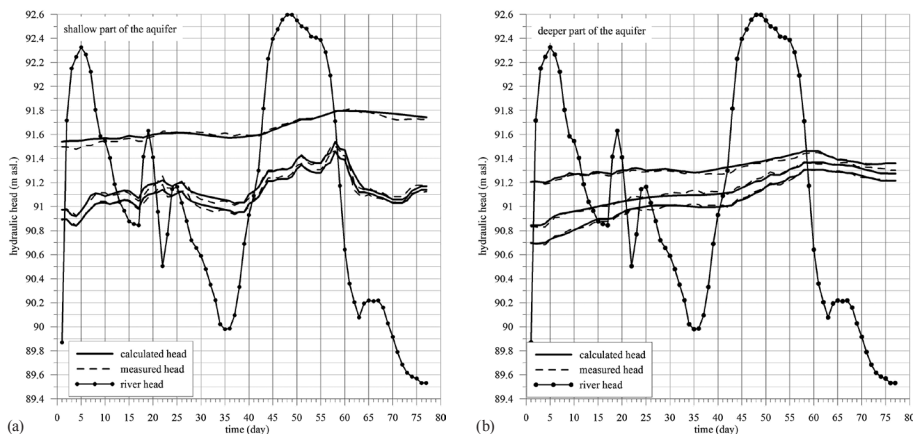 92.6
92.4
92.2
92
91.8
91.6
91.4
91.2
91
90.8
90.6
90.4
90.2
90
89.8
89.6
89.4
hydraulic head (m asl.)
shallow part of the aquifer
calculated head
measured head
river head
0 5 10 15 20 25 30 35 40 45 50 55 60 65 70 75 80
time (day)
(a)
92.6
92.4
92.2
92
91.8
91.6
91.4
91.2
91
90.8
90.6
90.4
90.2
90
89.8
89.6
89.4
hydraulic head (m asl.)
deeper part of the aquifer
calculated head
measured head
river head
0 5 10 15 20 25 30 35 40 45 50 55 60 65 70 75 80
time (day)
(b)